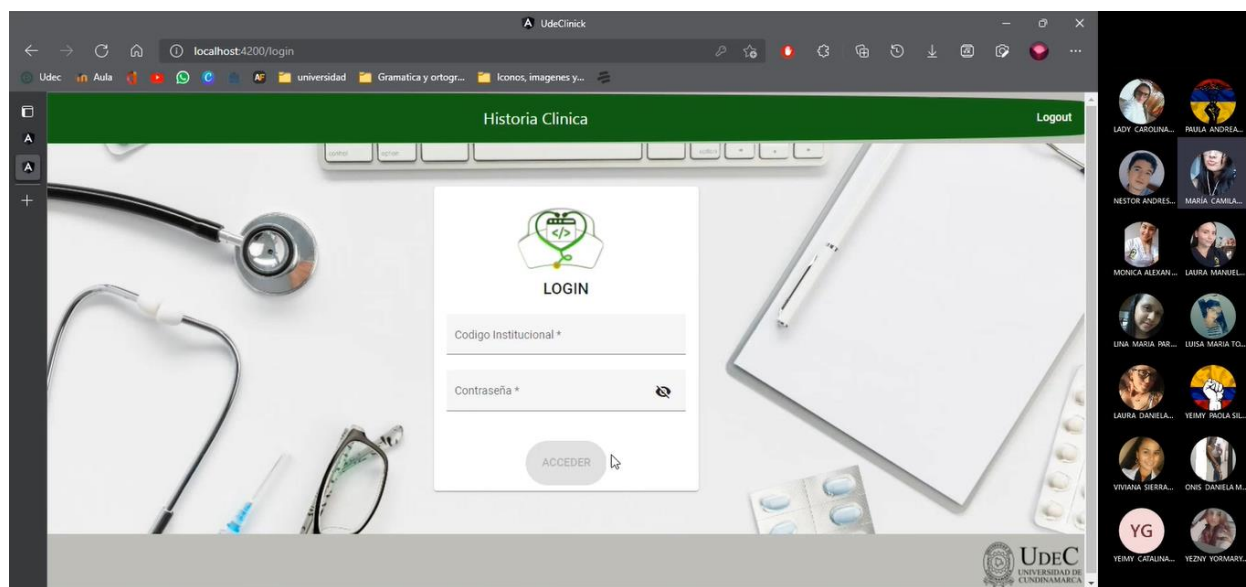 UdeClinick
localhost:4200/login
Udec
Aula
universidad
Gramatica y ortogr...
Iconos, imagenes y...
Historia Clinica
Logout
</>
LOGIN
Codigo Institucional *
Contraseña *
ACCEDER
UDEC
UNIVERSIDAD DE
CUNDINAMARCA
LADY CAROLINA...
PAULA ANDREA...
NESTOR ANDRES...
MARÍA CAMILA...
MONICA ALEXAN...
LAURA MANUEL...
LINA MARIA PAR...
LUISA MARIA TO...
LAURA DANIELA...
YEIMY PAOLA SIL...
VIVIANA SIERRA...
ONIS DANIELA M...
YG
YEIMY CATALINA...
YEZNY YORMARY...